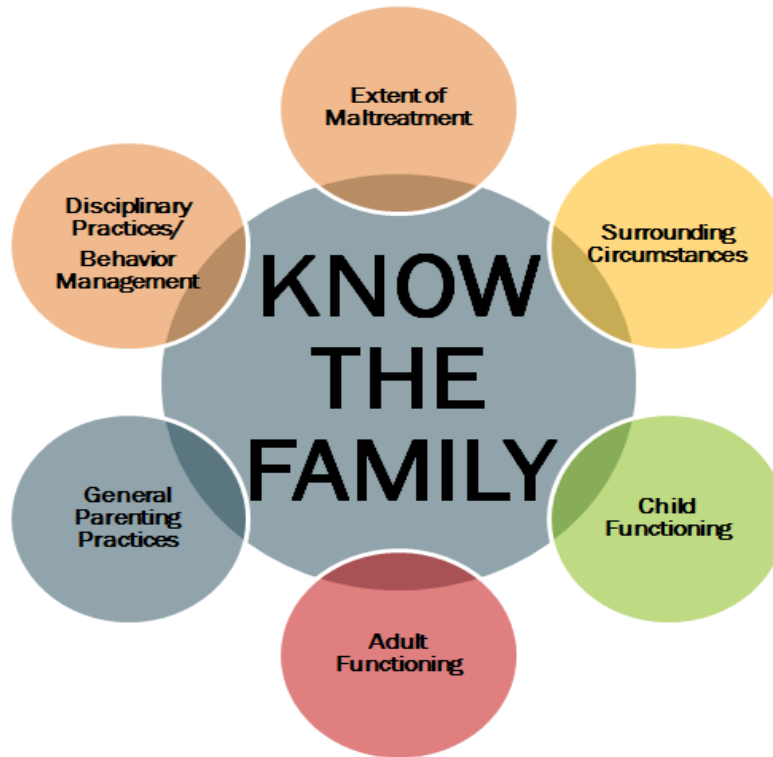 Extent of
Maltreatment
Surrounding
Circumstances
Child
Functioning
Adult
Functioning
General
Parenting
Practices
Disciplinary
Practices/
Behavior
Management
KNOW
THE
FAMILY